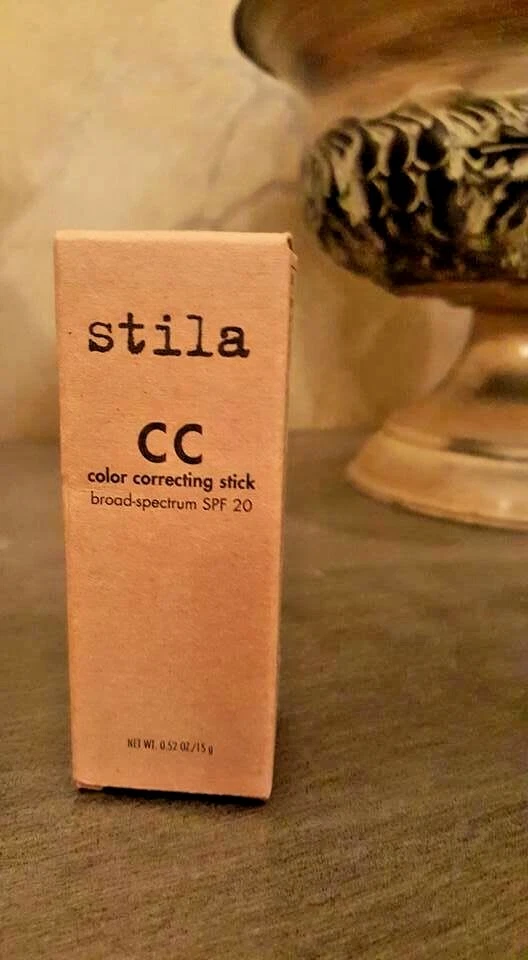 stila
CC
color correcting stick
broad-spectrum SPF 20
NET WT. 0.52 OZ./15 g